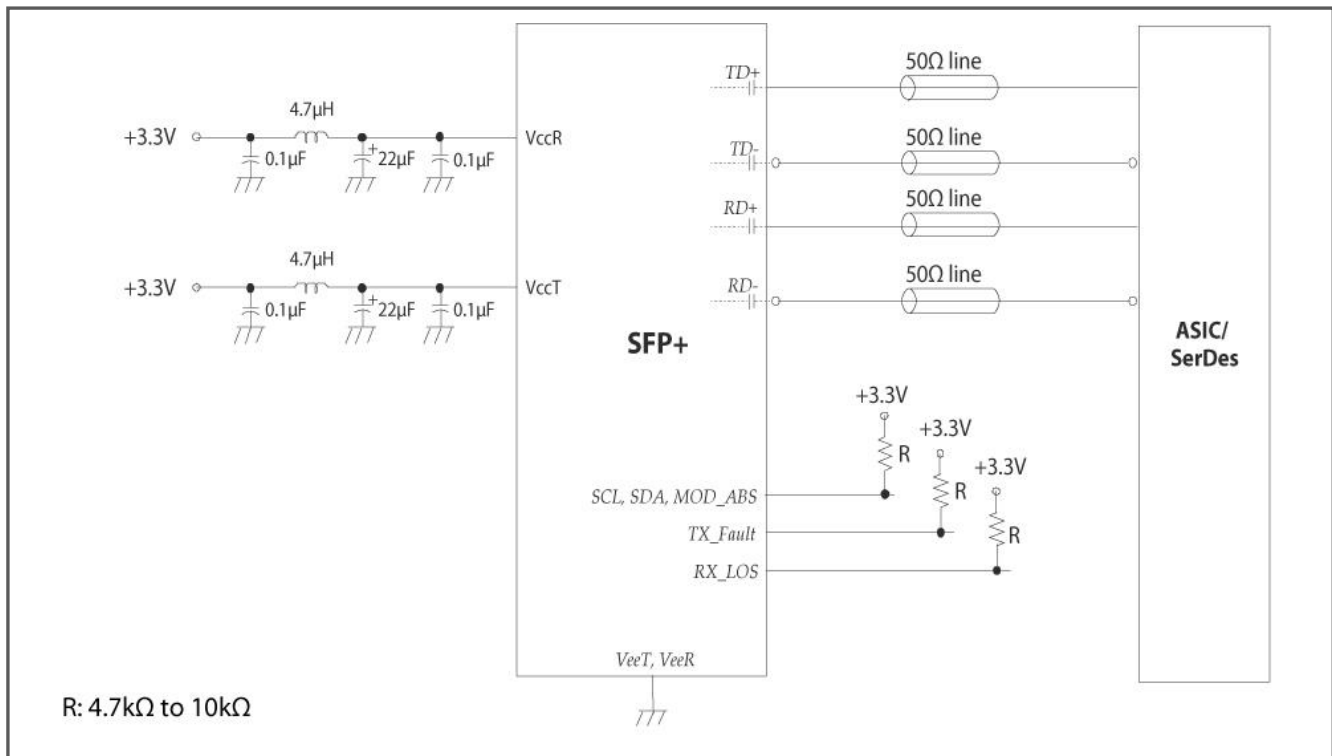 4.7µH
+3.3V
VccR
0.1µF
22µF
0.1µF
4.7µH
+3.3V
VccT
0.1µF
22µF
0.1µF
SFP+
TD+
50Ω line
TD-
50Ω line
RD+
50Ω line
RD-
50Ω line
ASIC/
SerDes
+3.3V
R
+3.3V
R
+3.3V
R
SCL, SDA, MOD_ABS
TX_Fault
RX_LOS
VeeT, VeeR
R: 4.7kΩ to 10kΩ